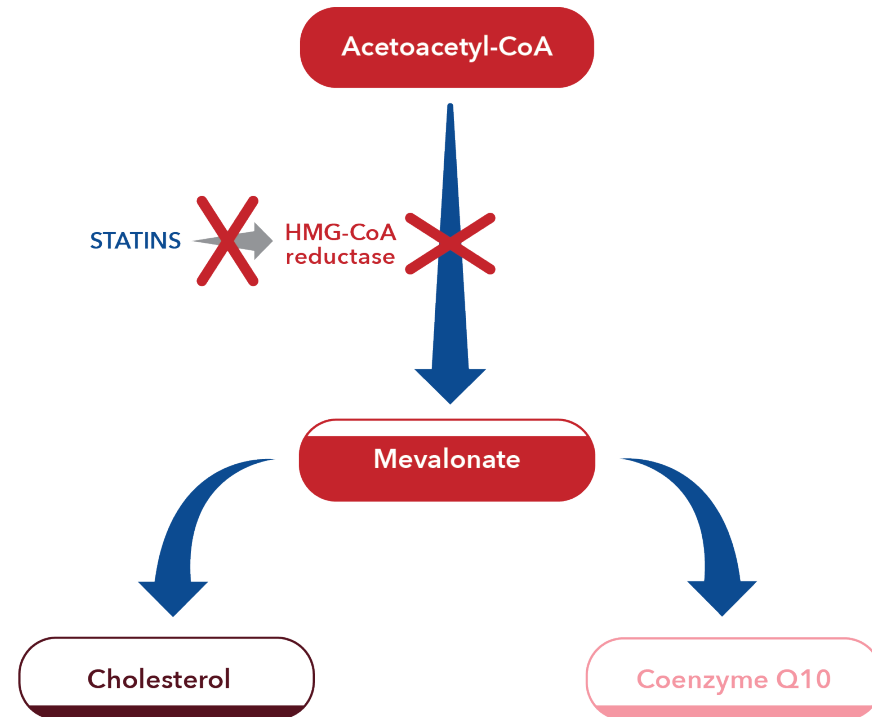 Acetoacetyl-CoA
STATINS
HMG-CoA
reductase
Mevalonate
Cholesterol
Coenzyme Q10